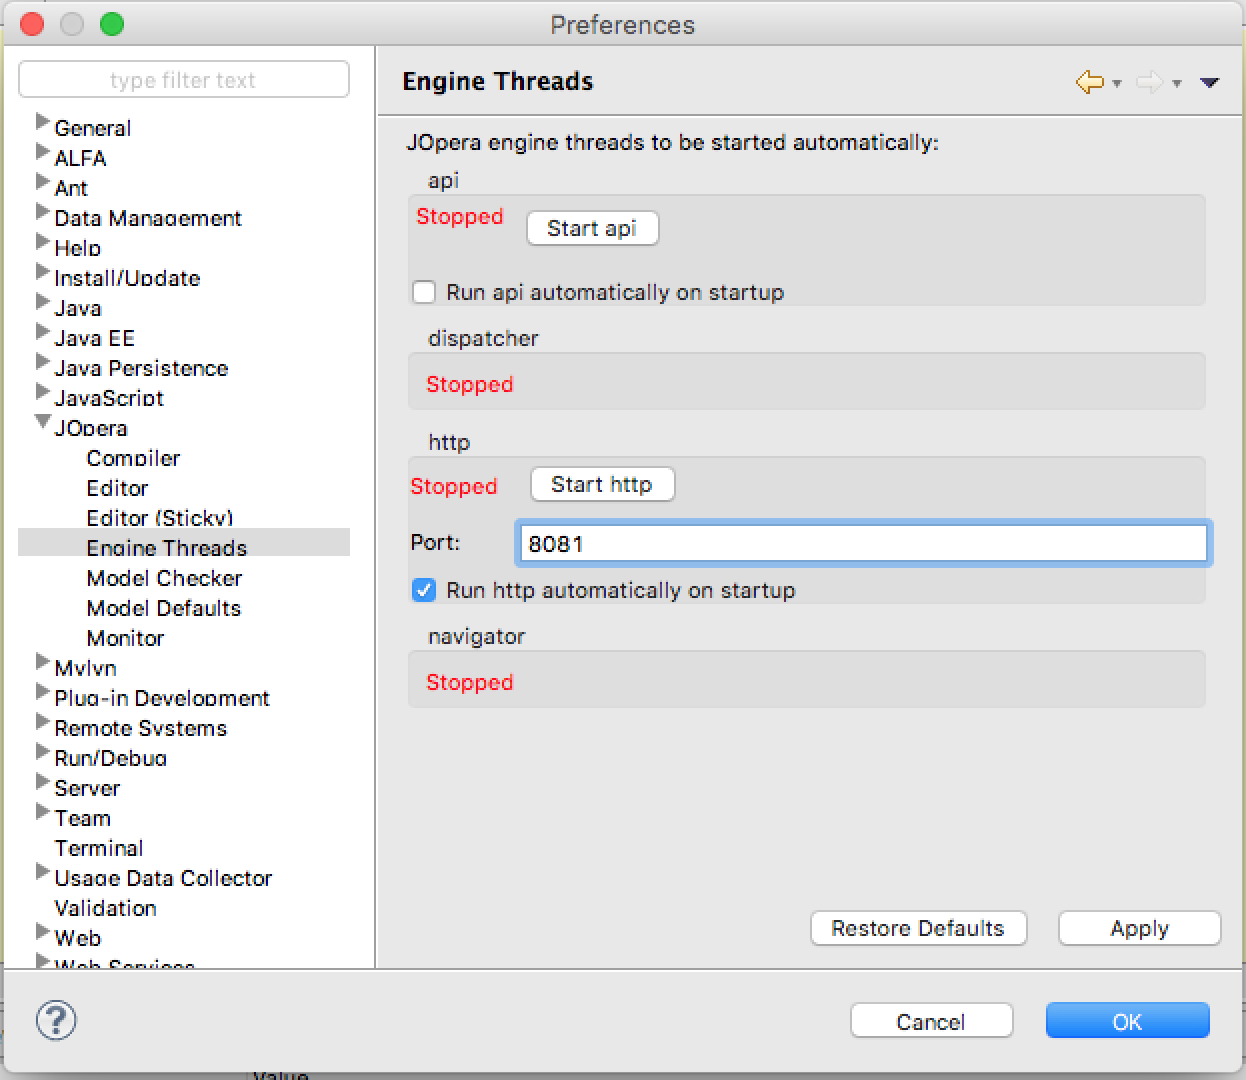 Preferences
type filter text
General
ALFA
Ant
Data Management
Help
Install/Update
Java
Java EE
Java Persistence
JavaScript
JOpera
Compiler
Editor
Editor (Sticky)
Engine Threads
Model Checker
Model Defaults
Monitor
Mylyn
Plug-in Development
Remote Systems
Run/Debug
Server
Team
Terminal
Usage Data Collector
Validation
Web
Web Services
Engine Threads
JOpera engine threads to be started automatically:
api
Stopped
Start api
Run api automatically on startup
dispatcher
Stopped
http
Stopped
Start http
Port:
8081
Run http automatically on startup
navigator
Stopped
Restore Defaults
Apply
?
Cancel
OK
Value